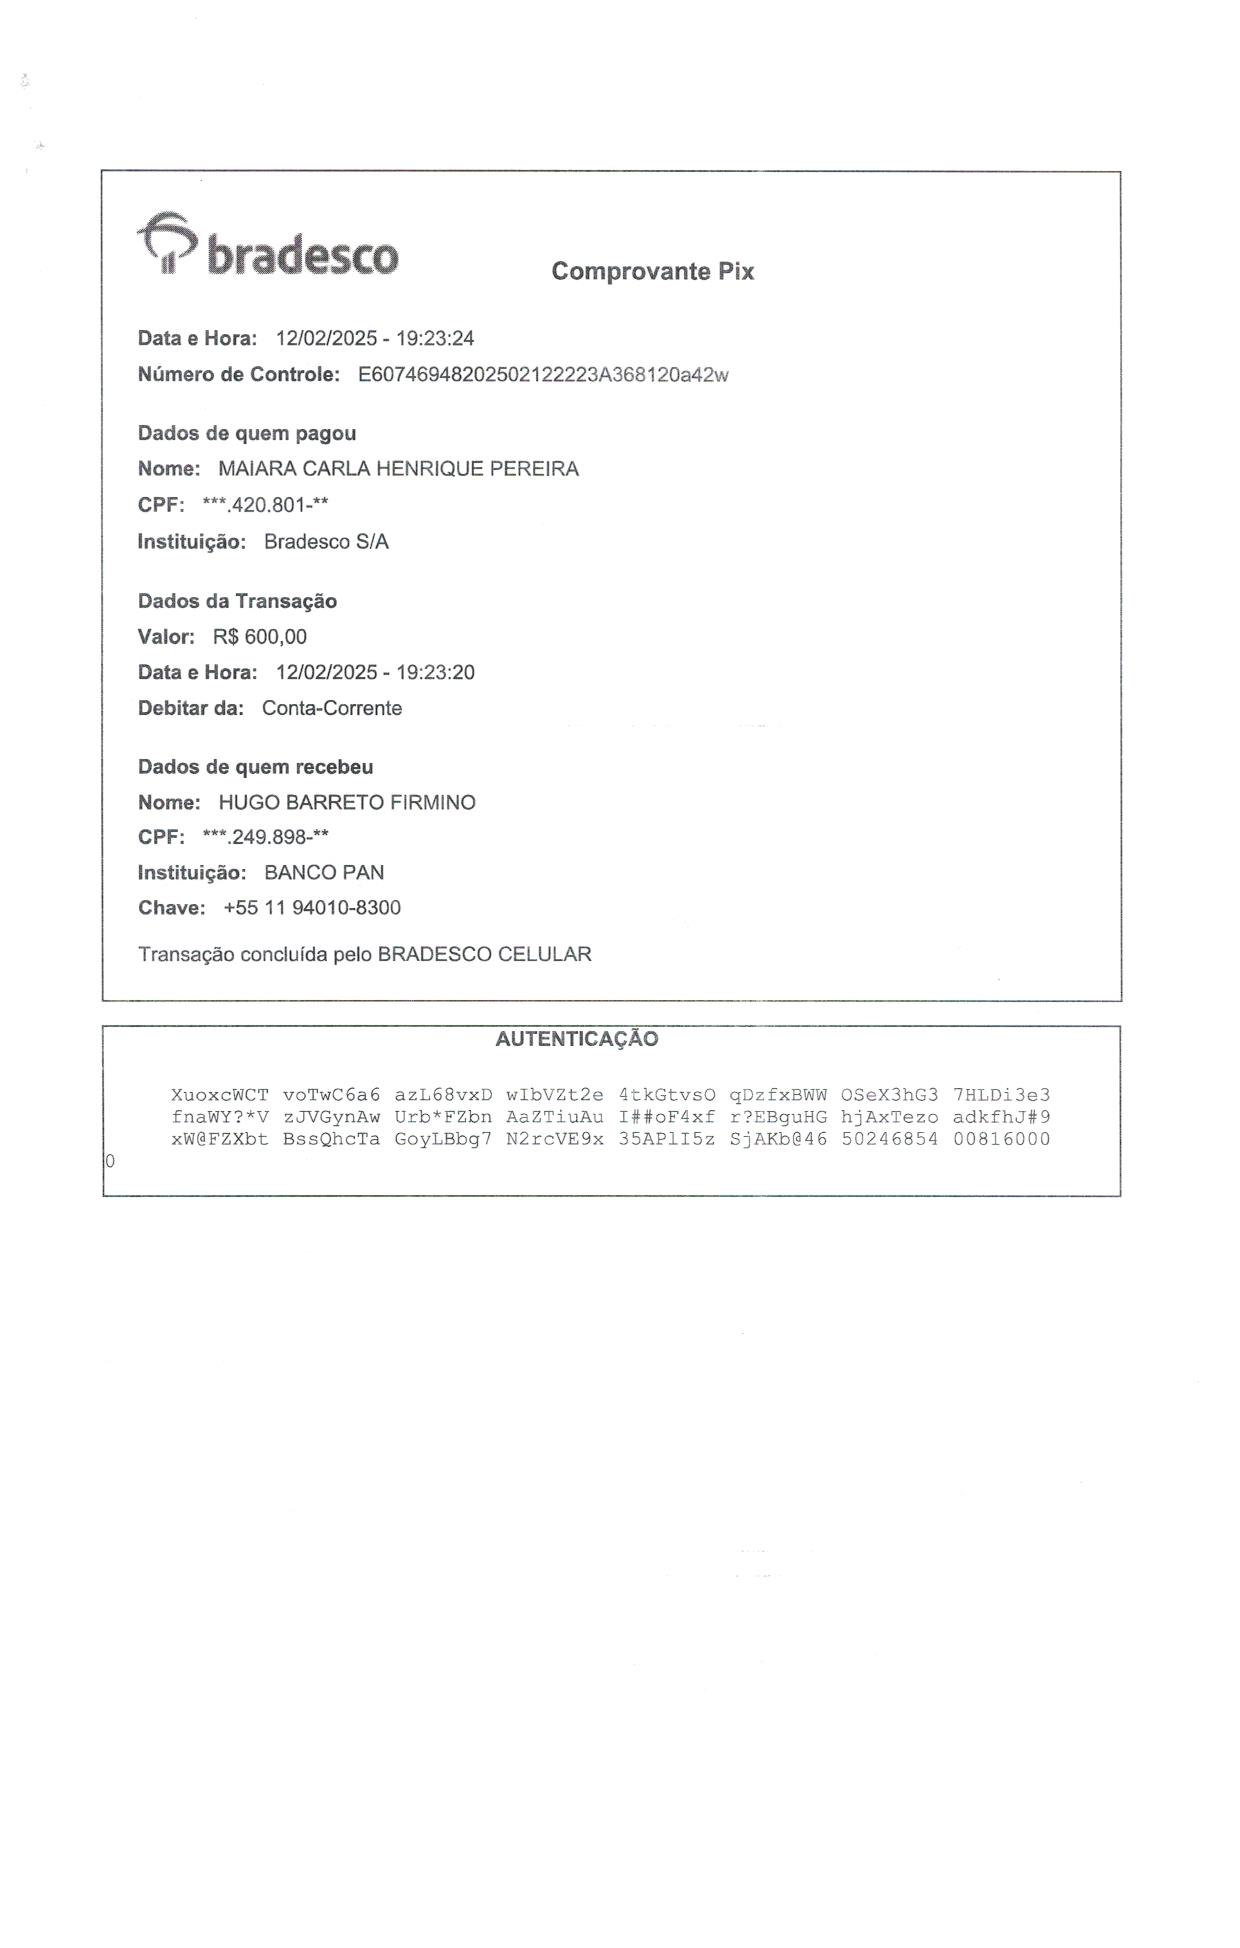 bradesco
Comprovante Pix
Data e Hora: 12/02/2025 - 19:23:24
Número de Controle: E60746948202502122223A368120a42w
Dados de quem pagou
Nome: MAIARA CARLA HENRIQUE PEREIRA
CPF: ***.420.801-**
Instituição: Bradesco S/A
Dados da Transação
Valor: R$ 600,00
Data e Hora: 12/02/2025 - 19:23:20
Debitar da: Conta-Corrente
Dados de quem recebeu
Nome: HUGO BARRETO FIRMINO
CPF: ***.249.898-**
Instituição: BANCO PAN
Chave: +55 11 94010-8300
Transação concluída pelo BRADESCO CELULAR
AUTENTICAÇÃO
XuoxcWCT voTwC6a6 azL68vxD wIbVZt2e 4tkGtvsO qDzfxBWW OSeX3hG3 7HLDi3e3
fnaWY?*V zJVGynAw Urb*FZbn AaZTiuAu I##oF4xf r?EBguHG hjAxTezo adkfhJ#9
xW@FZXbt BssQhcTa GoyLBbg7 N2rcVE9x 35APlI5z SjAKb@46 50246854 00816000
0